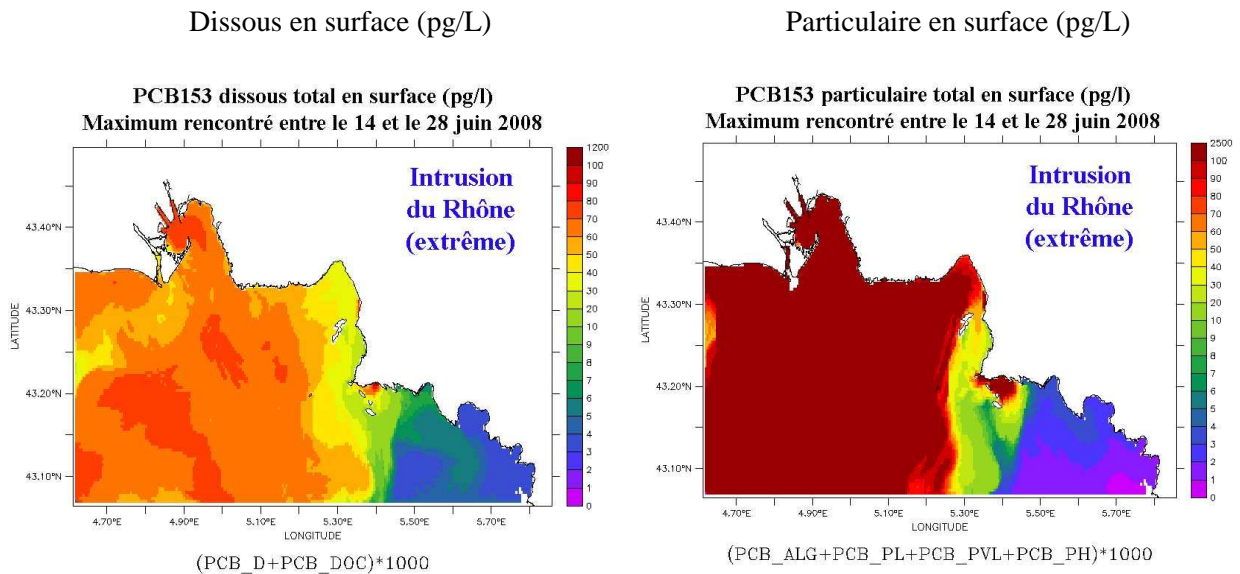 Dissous en surface (pg/L)
Particulaire en surface (pg/L)
PCB153 dissous total en surface (pg/l)
Maximum rencontré entre le 14 et le 28 juin 2008
Intrusion
du Rhône
(extrême)
1200
100
90
80
70
60
50
40
30
20
10
9
8
7
6
5
4
3
2
1
0
LATITUDE
43.40°N
43.30°N
43.20°N
43.10°N
4.70°E
4.90°E
5.10°E
5.30°E
5.50°E
5.70°E
LONGITUDE
(PCB_D+PCB_DOC)*1000
PCB153 particulaire total en surface (pg/l)
Maximum rencontré entre le 14 et le 28 juin 2008
Intrusion
du Rhône
(extrême)
2500
100
90
80
70
60
50
40
30
20
10
9
8
7
6
5
4
3
2
1
0
LATITUDE
43.40°N
43.30°N
43.20°N
43.10°N
4.70°E
4.90°E
5.10°E
5.30°E
5.50°E
5.70°E
LONGITUDE
(PCB_ALG+PCB_PL+PCB_PVL+PCB_PH)*1000